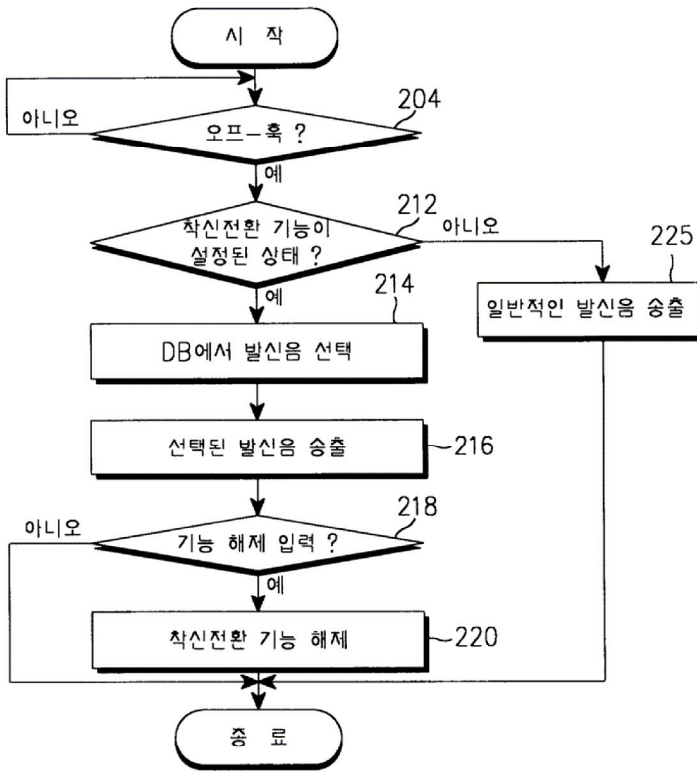 시 작
오프-훅 ?
204
아니오
예
착신전환 기능이
설정된 상태 ?
212
아니오
예
225
일반적인 발신음 송출
214
DB에서 발신음 선택
선택된 발신음 송출
216
218
아니오
기능 해제 입력 ?
예
착신전환 기능 해제
220
종 료